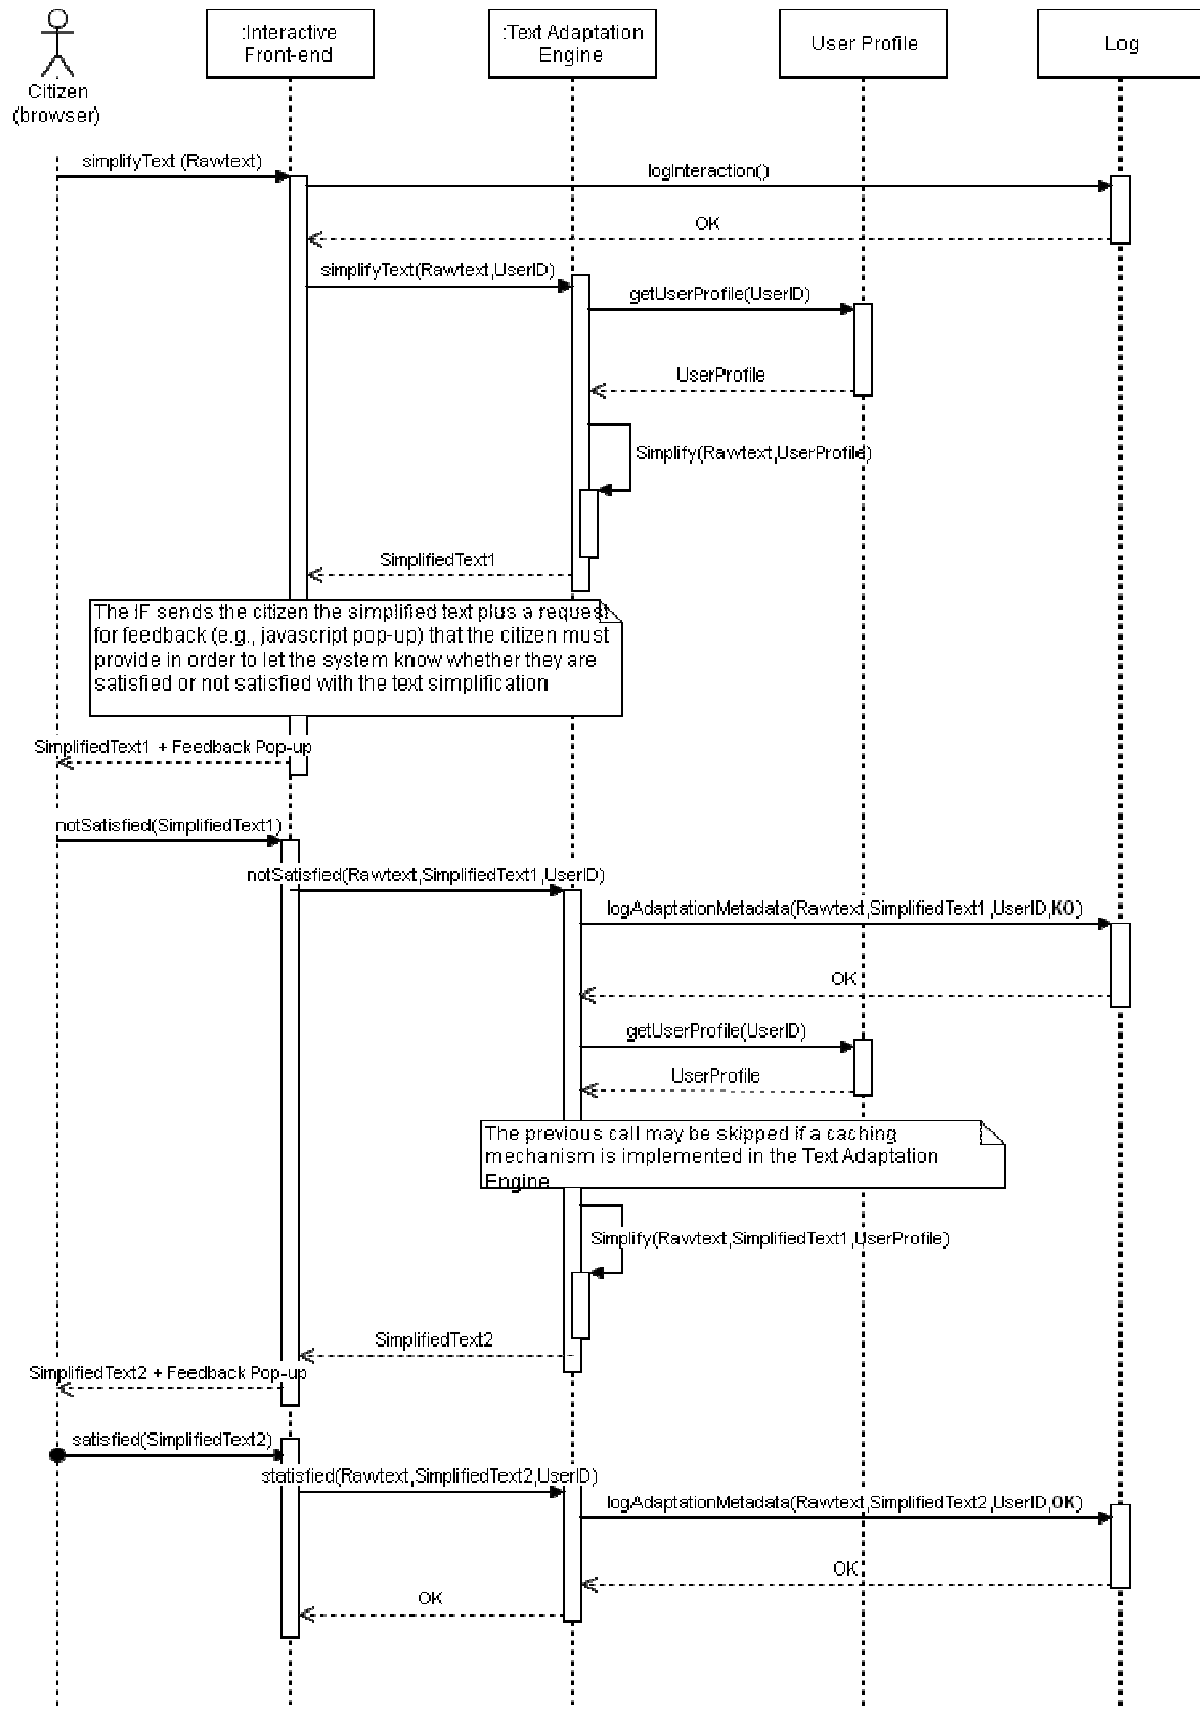 :Interactive
Front-end
:Text Adaptation
Engine
User Profile
Log
Citizen
(browser)
simplifyText (Rawtext)
logInteraction()
OK
simplifyText(Rawtext,UserID)
getUserProfile(UserID)
UserProfile
Simplify(Rawtext,UserProfile)
SimplifiedText1
The IF sends the citizen the simplified text plus a request
for feedback (e.g., javascript pop-up) that the citizen must
provide in order to let the system know whether they are
satisfied or not satisfied with the text simplification
SimplifiedText1 + Feedback Pop-up
notSatisfied(SimplifiedText1)
notSatisfied(Rawtext,SimplifiedText1,UserID)
logAdaptationMetadata(Rawtext,SimplifiedText1,UserID,KO)
OK
getUserProfile(UserID)
UserProfile
The previous call may be skipped if a caching
mechanism is implemented in the Text Adaptation
Engine
Simplify(Rawtext,SimplifiedText1,UserProfile)
SimplifiedText2
SimplifiedText2 + Feedback Pop-up
satisfied(SimplifiedText2)
statisfied(Rawtext,SimplifiedText2,UserID)
logAdaptationMetadata(Rawtext,SimplifiedText2,UserID,OK)
OK
OK